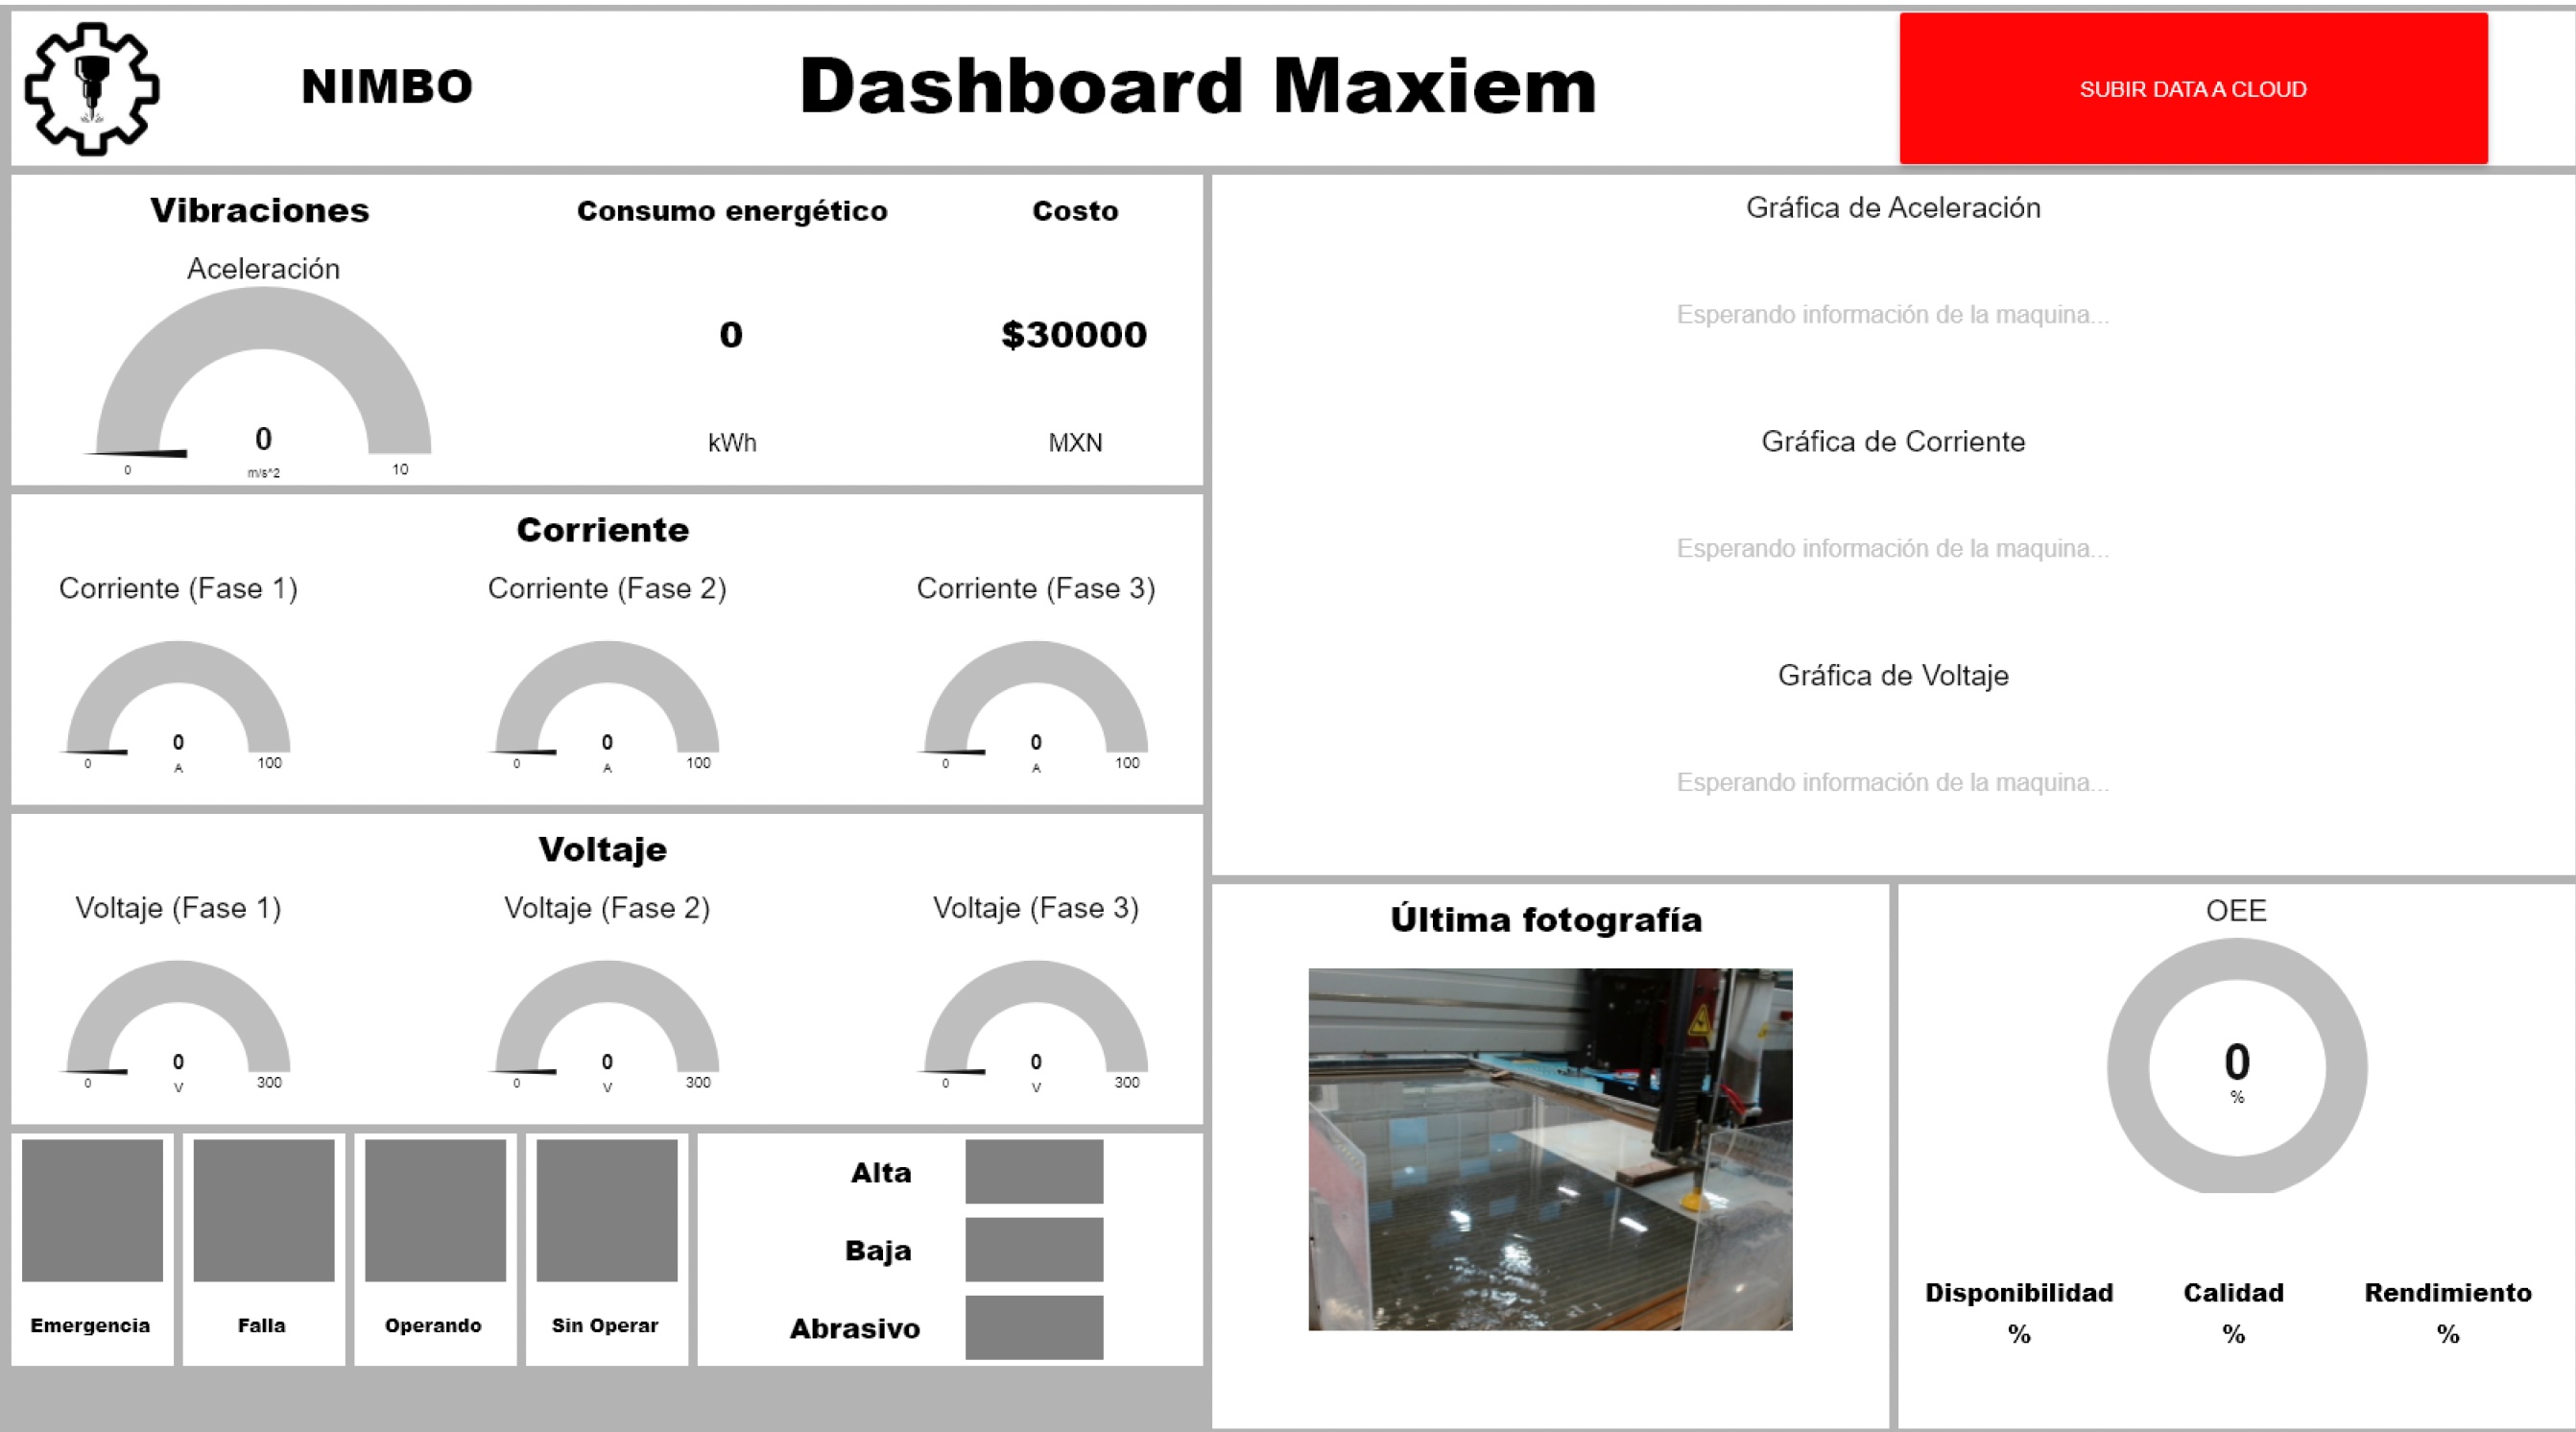 NIMBO
Dashboard Maxiem
SUBIR DATA A CLOUD
Vibraciones
Aceleración
0
m/s^2
0
10
Consumo energético
0
kWh
Costo
$30000
MXN
Corriente
Corriente (Fase 1)
0
A
0
100
Corriente (Fase 2)
0
A
0
100
Corriente (Fase 3)
0
A
0
100
Voltaje
Voltaje (Fase 1)
0
V
0
300
Voltaje (Fase 2)
0
V
0
300
Voltaje (Fase 3)
0
V
0
300
Emergencia
Falla
Operando
Sin Operar
Alta
Baja
Abrasivo
Gráfica de Aceleración
Esperando información de la maquina...
Gráfica de Corriente
Esperando información de la maquina...
Gráfica de Voltaje
Esperando información de la maquina...
Última fotografía
OEE
0
%
Disponibilidad
%
Calidad
%
Rendimiento
%